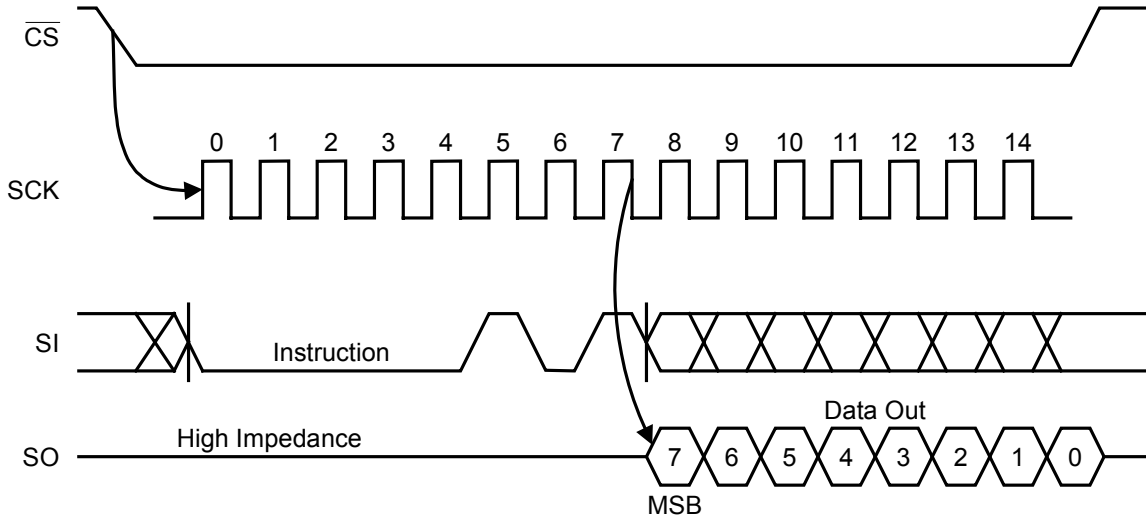 CS
0 1 2 3 4 5 6 7 8 9 10 11 12 13 14
SCK
SI
Instruction
Data Out
High Impedance
SO
7 6 5 4 3 2 1 0
MSB